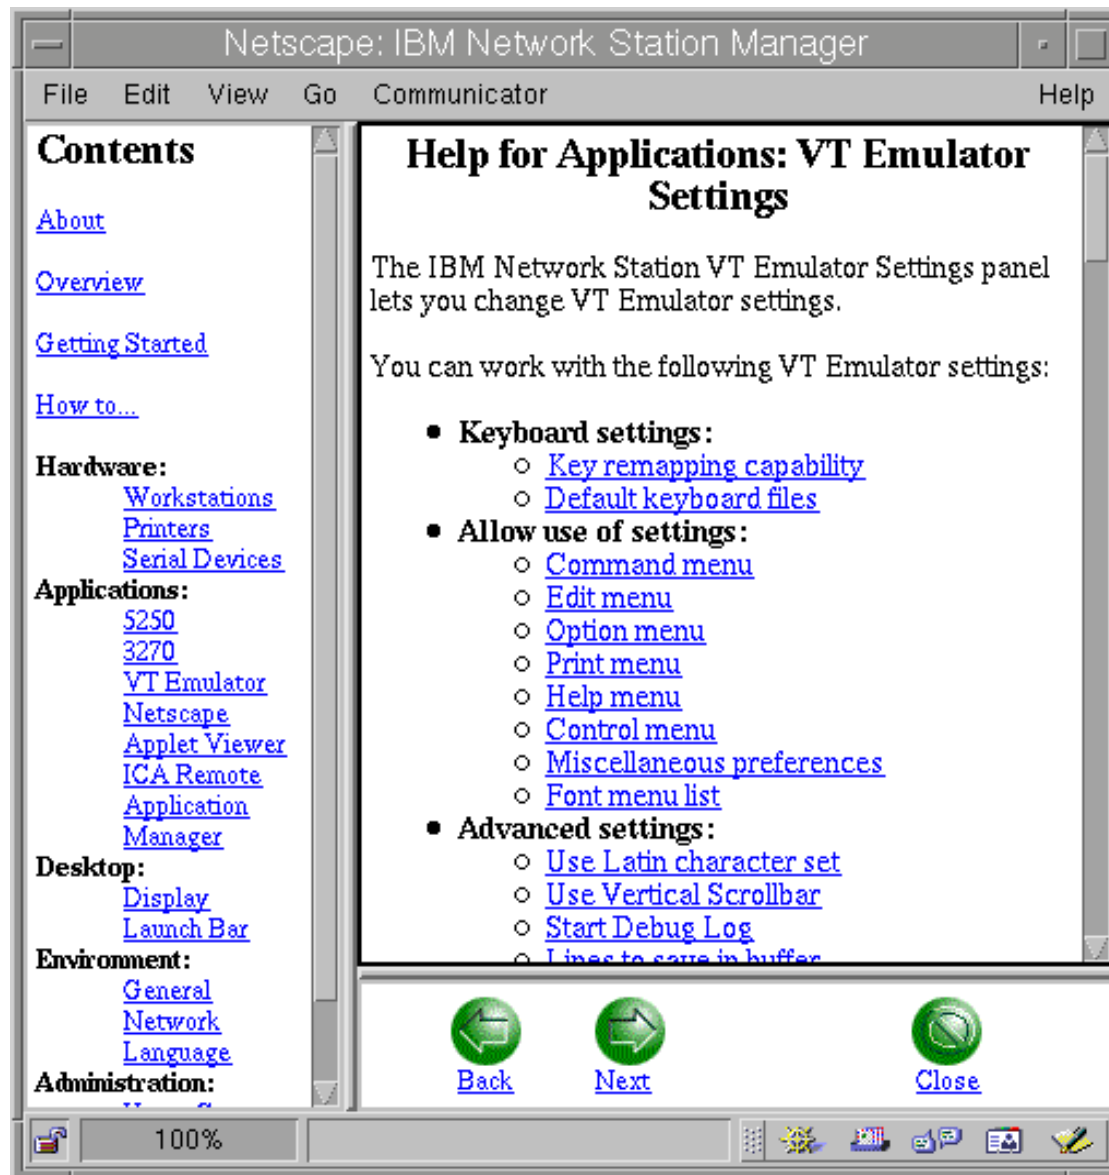 Netscape: IBM Network Station Manager
File Edit View Go Communicator Help
Contents
About
Overview
Getting Started
How to...
Hardware:
Workstations
Printers
Serial Devices
Applications:
5250
3270
VT Emulator
Netscape
Applet Viewer
ICA Remote
Application
Manager
Desktop:
Display
Launch Bar
Environment:
General
Network
Language
Administration:
Help for Applications: VT Emulator
Settings
The IBM Network Station VT Emulator Settings panel
lets you change VT Emulator settings.
You can work with the following VT Emulator settings:
Keyboard settings:
Key remapping capability
Default keyboard files
Allow use of settings:
Command menu
Edit menu
Option menu
Print menu
Help menu
Control menu
Miscellaneous preferences
Font menu list
Advanced settings:
Use Latin character set
Use Vertical Scrollbar
Start Debug Log
Lines to save in buffer
Back Next Close
100%